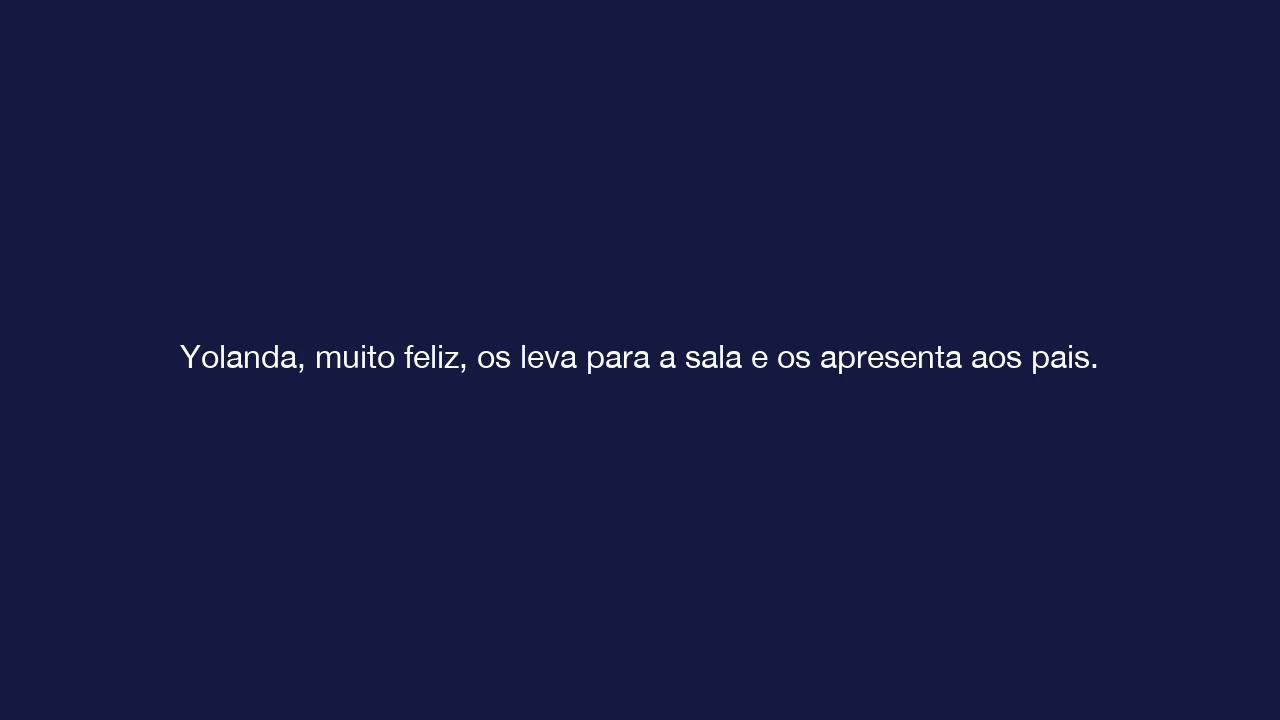 Yolanda, muito feliz, os leva para a sala e os apresenta aos pais.